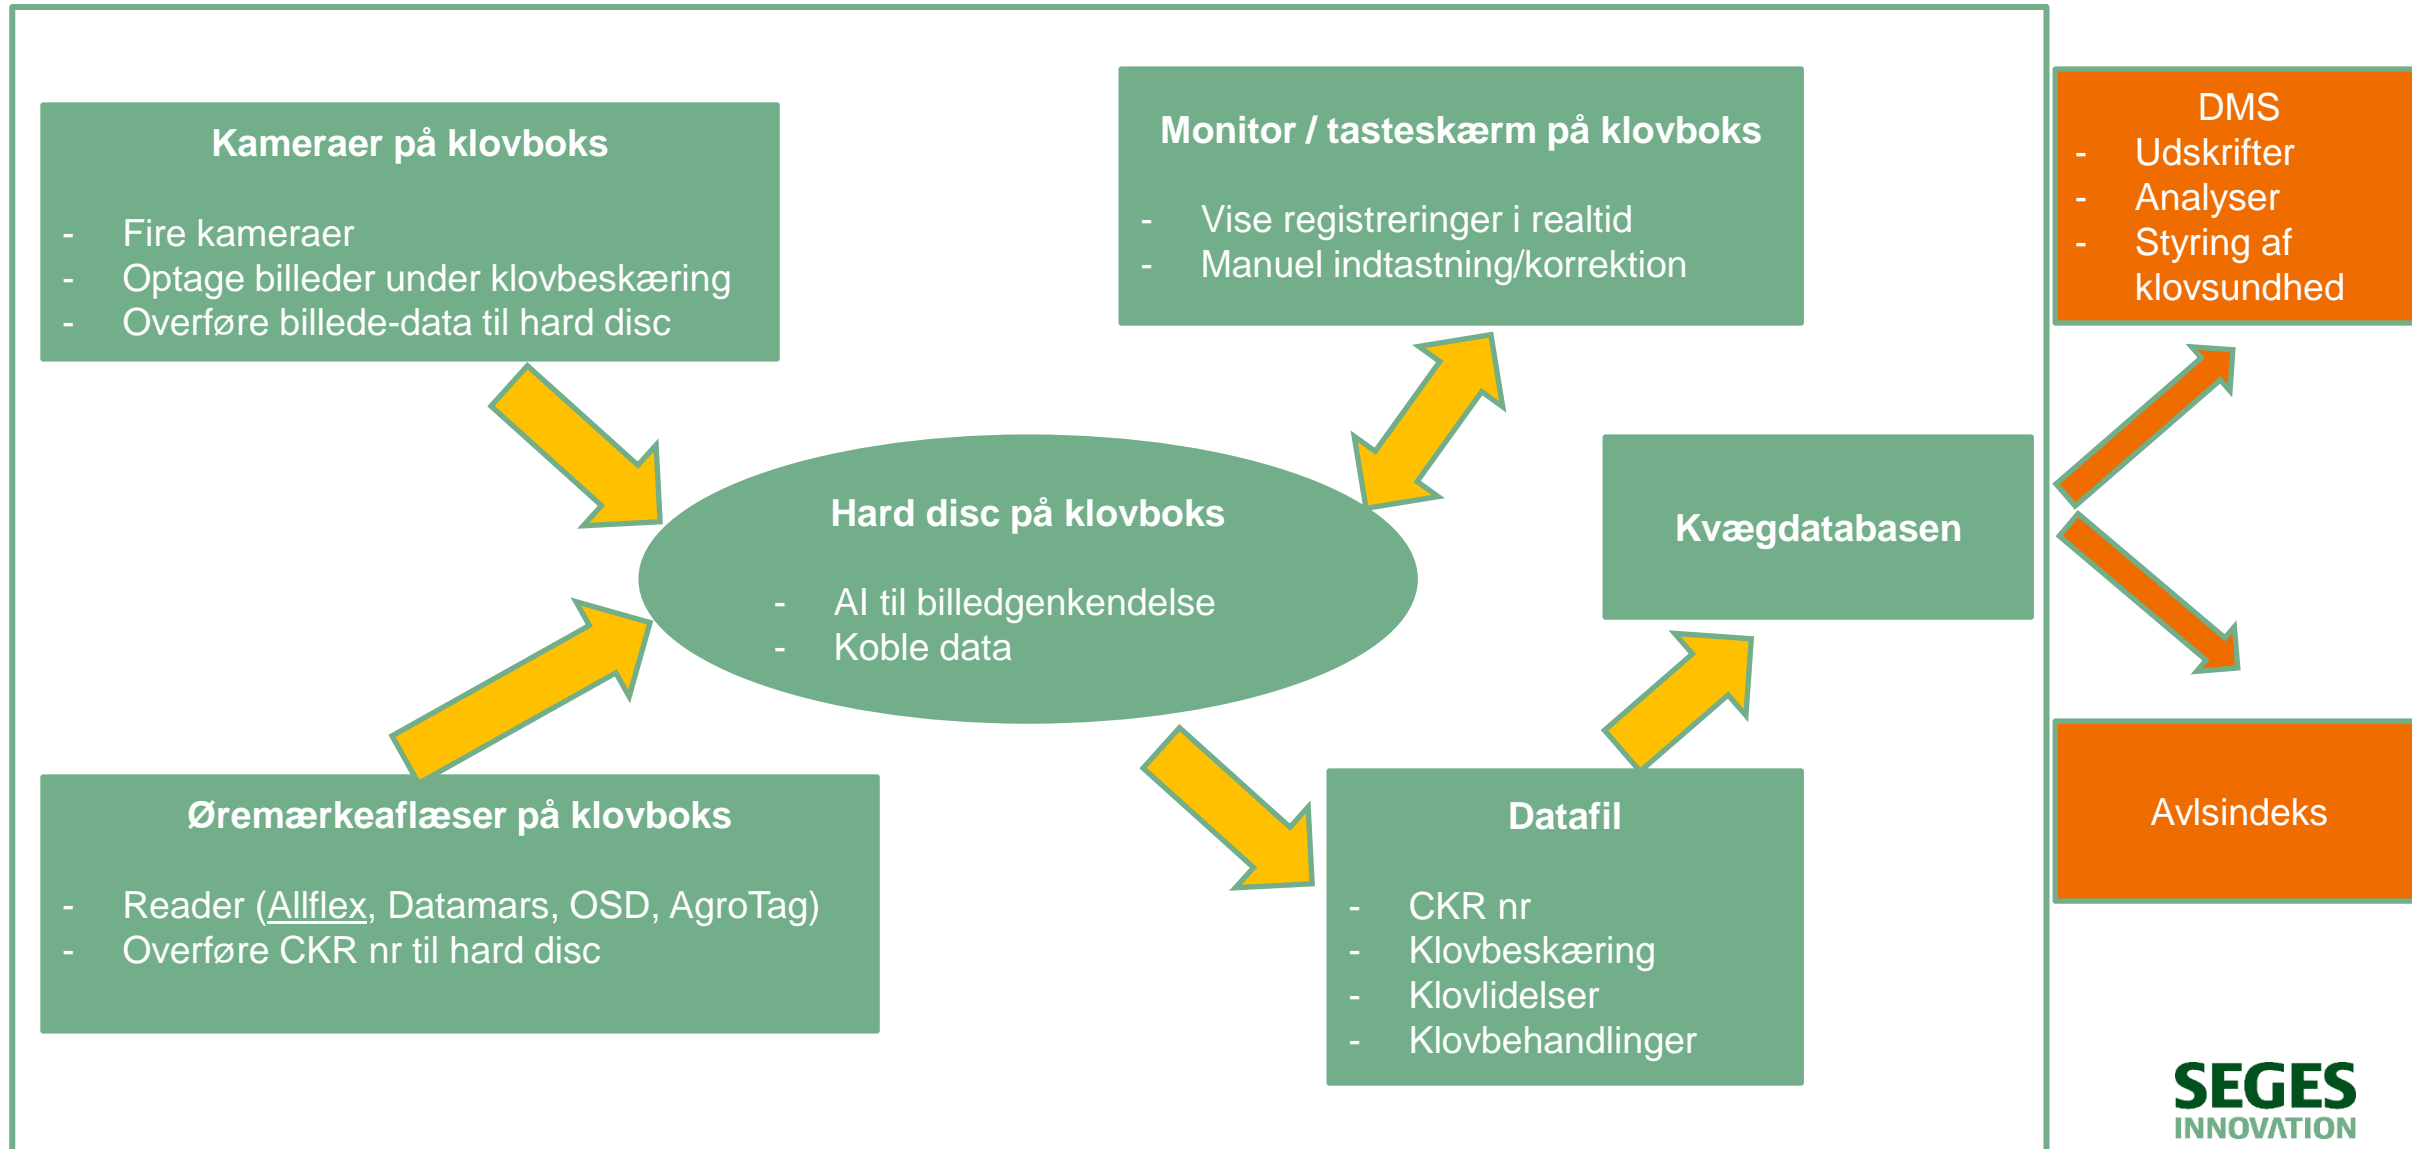 Kameraer på klovboks
- Fire kameraer
- Optage billeder under klovbeskæring
- Overføre billede-data til hard disc
Monitor / tasteskærm på klovboks
- Vise registreringer i realtid
- Manuel indtastning/korrektion
DMS
- Udskrifter
- Analyser
- Styring af
klovsundhed
Hard disc på klovboks
- AI til billedgenkendelse
- Koble data
Kvægdatabasen
Øremærkeaflæser på klovboks
- Reader (Allflex, Datamars, OSD, AgroTag)
- Overføre CKR nr til hard disc
Datafil
- CKR nr
- Klovbeskæring
- Klovlidelser
- Klovbehandlinger
Avlsindeks
SEGES
INNOVATION